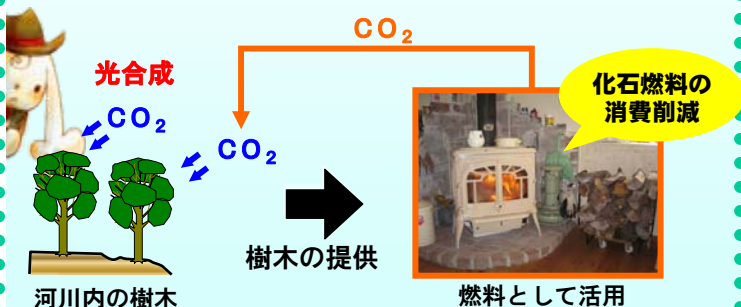 CO₂
光合成
CO₂
CO₂
化石燃料の
消費削減
樹木の提供
河川内の樹木
燃料として活用